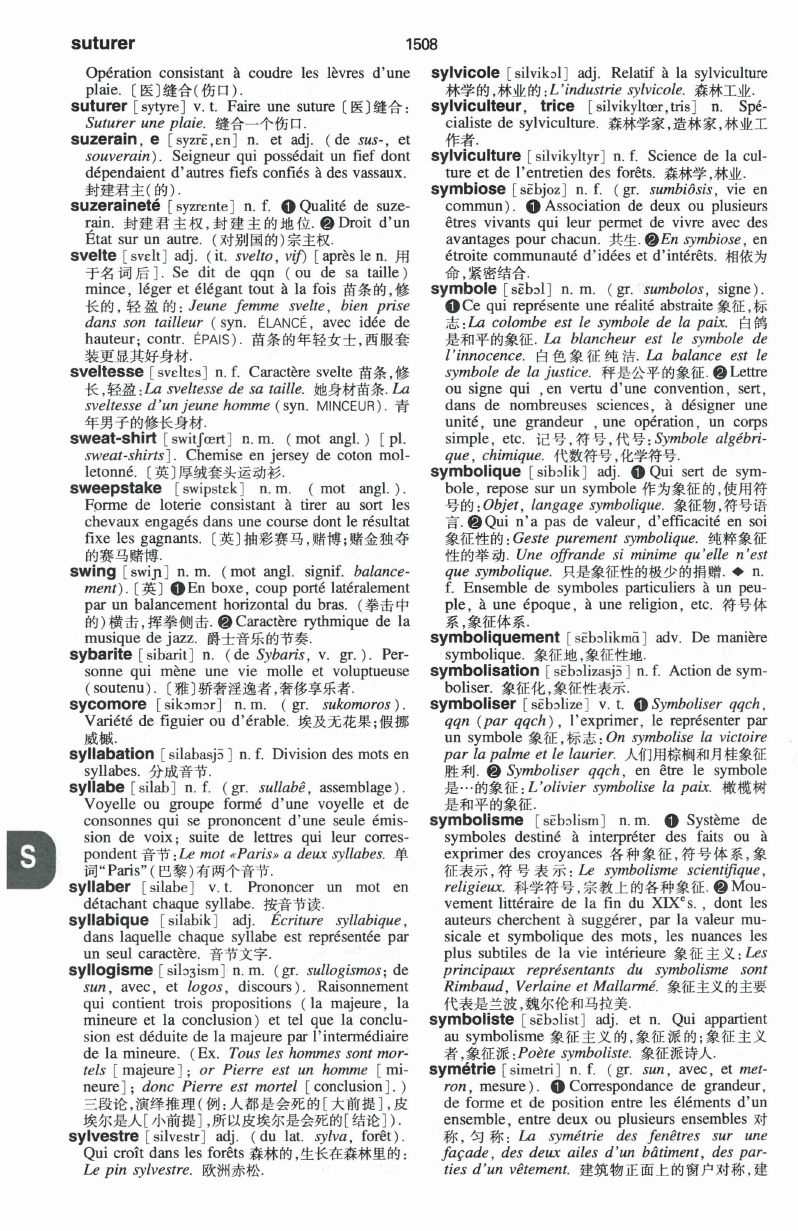 suturer
1508
Opération consistant à coudre les lèvres d'une
plaie. 〔医〕缝合(伤口).
suturer [sytyre] v. t. Faire une suture〔医〕缝合:
Suturer une plaie. 缝合一个伤口.
suzerain, e [syzrɛ̃,ɛn] n. et adj. (de sus-, et
souverain). Seigneur qui possédait un fief dont
dépendaient d'autres fiefs confiés à des vassaux.
封建君主(的).
suzeraineté [syzrɛnte] n. f. ❶ Qualité de suze-
rain. 封建君主权,封建主的地位. ❷ Droit d'un
État sur un autre. (对别国的)宗主权.
svelte [svɛlt] adj. (it. svelto, vif) [après le n. 用
于名词后]. Se dit de qqn (ou de sa taille)
mince, léger et élégant tout à la fois 苗条的,修
长的,轻盈的: Jeune femme svelte, bien prise
dans son tailleur (syn. ÉLANCÉ, avec idée de
hauteur; contr. ÉPAIS). 苗条的年轻女士,西服套
装更显其好身材.
sveltesse [svɛltɛs] n. f. Caractère svelte 苗条,修
长,轻盈:La sveltesse de sa taille. 她身材苗条. La
sveltesse d'un jeune homme (syn. MINCEUR). 青
年男子的修长身材.
sweat-shirt [switʃœrt] n. m. (mot angl.) [pl.
sweat-shirts]. Chemise en jersey de coton mol-
letonné. 〔英〕厚绒套头运动衫.
sweepstake [swipstɛk] n. m. (mot angl.).
Forme de loterie consistant à tirer au sort les
chevaux engagés dans une course dont le résultat
fixe les gagnants. 〔英〕抽彩赛马,赌博;赌金独夺
的赛马赌博.
swing [swiɲ] n. m. (mot angl. signif. balance-
ment).〔英〕❶En boxe, coup porté latéralement
par un balancement horizontal du bras. (拳击中
的)横击,挥拳侧击. ❷ Caractère rythmique de la
musique de jazz. 爵士音乐的节奏.
sybarite [sibarit] n. (de Sybaris, v. gr.). Per-
sonne qui mène une vie molle et voluptueuse
(soutenu). 〔雅〕骄奢淫逸者,奢侈享乐者.
sycomore [sikɔmɔr] n. m. (gr. sukomoros).
Variété de figuier ou d'érable. 埃及无花果;假挪
威槭.
syllabation [silabasjɔ̃] n. f. Division des mots en
syllabes. 分成音节.
syllabe [silab] n. f. (gr. sullabê, assemblage).
Voyelle ou groupe formé d'une voyelle et de
consonnes qui se prononcent d'une seule émis-
sion de voix; suite de lettres qui leur corres-
pondent 音节:Le mot «Paris» a deux syllabes. 单
词“Paris”(巴黎)有两个音节.
syllaber [silabe] v. t. Prononcer un mot en
détachant chaque syllabe. 按音节读.
syllabique [silabik] adj. Écriture syllabique,
dans laquelle chaque syllabe est représentée par
un seul caractère. 音节文字.
syllogisme [silɔʒism] n. m. (gr. sullogismos; de
sun, avec, et logos, discours). Raisonnement
qui contient trois propositions (la majeure, la
mineure et la conclusion) et tel que la conclu-
sion est déduite de la majeure par l'intermédiaire
de la mineure. (Ex. Tous les hommes sont mor-
tels [majeure]; or Pierre est un homme [mi-
neure]; donc Pierre est mortel [conclusion].)
三段论,演绎推理(例:人都是会死的[大前提],皮
埃尔是人[小前提],所以皮埃尔是会死的[结论]).
sylvestre [silvɛstr] adj. (du lat. sylva, forêt).
Qui croît dans les forêts 森林的,生长在森林里的:
Le pin sylvestre. 欧洲赤松.
sylvicole [silvikɔl] adj. Relatif à la sylviculture
林学的,林业的:L'industrie sylvicole. 森林工业.
sylviculteur, trice [silvikyltœr,tris] n. Spé-
cialiste de sylviculture. 森林学家,造林家,林业工
作者.
sylviculture [silvikyltyr] n. f. Science de la cul-
ture et de l'entretien des forêts. 森林学,林业.
symbiose [sɛ̃bjoz] n. f. (gr. sumbiôsis, vie en
commun). ❶ Association de deux ou plusieurs
êtres vivants qui leur permet de vivre avec des
avantages pour chacun. 共生. ❷En symbiose, en
étroite communauté d'idées et d'intérêts. 相依为
命,紧密结合.
symbole [sɛ̃bɔl] n. m. (gr. sumbolos, signe).
❶Ce qui représente une réalité abstraite 象征,标
志:La colombe est le symbole de la paix. 白鸽
是和平的象征. La blancheur est le symbole de
l'innocence. 白色象征纯洁. La balance est le
symbole de la justice. 秤是公平的象征. ❷ Lettre
ou signe qui ,en vertu d'une convention, sert,
dans de nombreuses sciences, à désigner une
unité, une grandeur , une opération, un corps
simple, etc. 记号,符号,代号:Symbole algébri-
que, chimique. 代数符号,化学符号.
symbolique [sibɔlik] adj. ❶ Qui sert de sym-
bole, repose sur un symbole 作为象征的,使用符
号的:Objet, langage symbolique. 象征物,符号语
言. ❷ Qui n'a pas de valeur, d'efficacité en soi
象征性的: Geste purement symbolique. 纯粹象征
性的举动. Une offrande si minime qu'elle n'est
que symbolique. 只是象征性的极少的捐赠. ◆ n.
f. Ensemble de symboles particuliers à un peu-
ple, à une époque, à une religion, etc. 符号体
系,象征体系.
symboliquement [sɛ̃bɔlikmɑ̃] adv. De manière
symbolique. 象征地,象征性地.
symbolisation [sɛ̃bɔlizasjɔ̃] n. f. Action de sym-
boliser. 象征化,象征性表示.
symboliser [sɛ̃bɔlize] v. t. ❶ Symboliser qqch,
qqn (par qqch), l'exprimer, le représenter par
un symbole 象征,标志:On symbolise la victoire
par la palme et le laurier. 人们用棕榈和月桂象征
胜利. ❷ Symboliser qqch, en être le symbole
是…的象征:L'olivier symbolise la paix. 橄榄树
是和平的象征.
symbolisme [sɛ̃bɔlism] n. m. ❶ Système de
symboles destiné à interpréter des faits ou à
exprimer des croyances 各种象征,符号体系,象
征表示,符号表示: Le symbolisme scientifique,
religieux. 科学符号,宗教上的各种象征. ❷ Mou-
vement littéraire de la fin du XIXᵉs. , dont les
auteurs cherchent à suggérer, par la valeur mu-
sicale et symbolique des mots, les nuances les
plus subtiles de la vie intérieure 象征主义:Les
principaux représentants du symbolisme sont
Rimbaud, Verlaine et Mallarmé. 象征主义的主要
代表是兰波,魏尔伦和马拉美.
symboliste [sɛ̃bɔlist] adj. et n. Qui appartient
au symbolisme 象征主义的,象征派的;象征主义
者,象征派:Poète symboliste. 象征派诗人.
symétrie [simetri] n. f. (gr. sun, avec, et met-
ron, mesure). ❶ Correspondance de grandeur,
de forme et de position entre les éléments d'un
ensemble, entre deux ou plusieurs ensembles 对
称,匀称: La symétrie des fenêtres sur une
façade, des deux ailes d'un bâtiment, des par-
ties d'un vêtement. 建筑物正面上的窗户对称,建
S